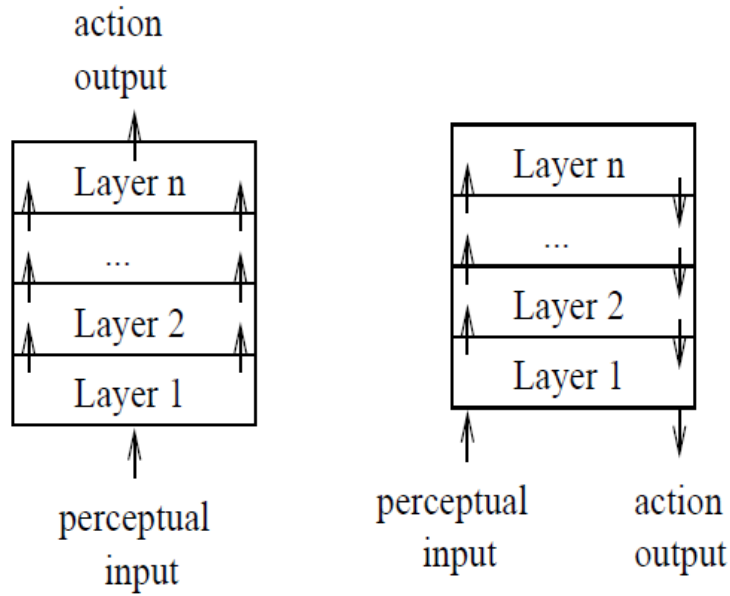 action
output
Layer n
...
Layer 2
Layer 1
perceptual
input
Layer n
...
Layer 2
Layer 1
perceptual
input
action
output